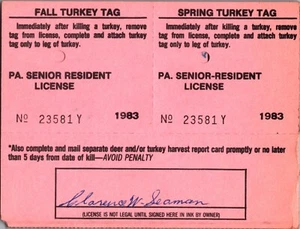 FALL TURKEY TAG
Immediately after killing a turkey, remove
tag from license, complete and attach turkey
tag only to leg of turkey.
PA. SENIOR RESIDENT
LICENSE
1983
No 23581Y
SPRING TURKEY TAG
Immediately after killing a turkey, remove
tag from license, complete and attach turkey
tag only to leg of turkey.
PA. SENIOR-RESIDENT
LICENSE
1983
No 23581Y
*Also complete and mail separate deer and/or turkey harvest report card promptly or no later
than 5 days from date of kill—AVOID PENALTY
Clarence W. Seaman
(LICENSE IS NOT LEGAL UNTIL SIGNED HERE IN INK BY OWNER)